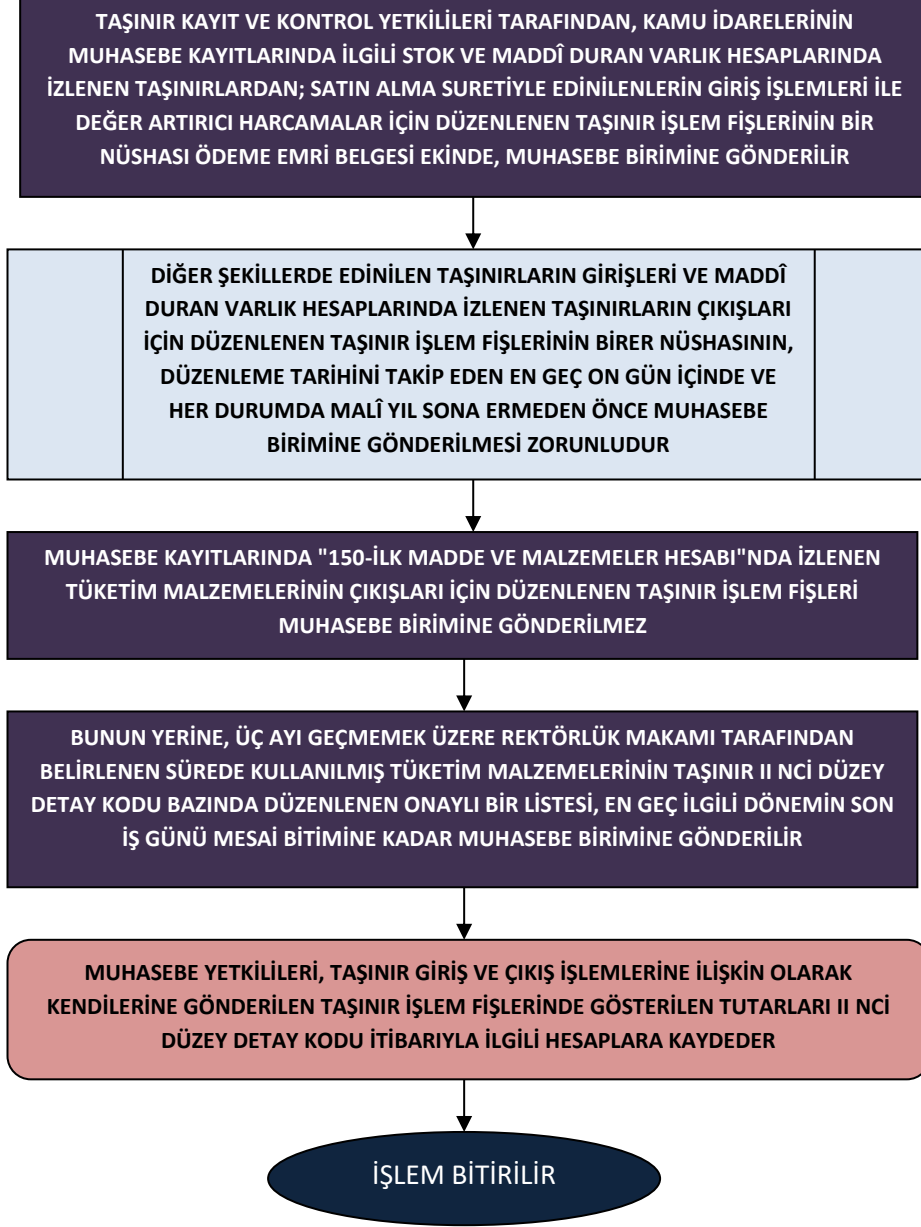 TAŞINIR KAYIT VE KONTROL YETKİLİLERİ TARAFINDAN, KAMU İDARELERİNİN
MUHASEBE KAYITLARINDA İLGİLİ STOK VE MADDÎ DURAN VARLIK HESAPLARINDA
İZLENEN TAŞINIRLARDAN; SATIN ALMA SURETİYLE EDİNİLENLERİN GİRİŞ İŞLEMLERİ İLE
DEĞER ARTIRICI HARCAMALAR İÇİN DÜZENLENEN TAŞINIR İŞLEM FİŞLERİNİN BİR
NÜSHASI ÖDEME EMRİ BELGESİ EKİNDE, MUHASEBE BİRİMİNE GÖNDERİLİR
DİĞER ŞEKİLLERDE EDİNİLEN TAŞINIRLARIN GİRİŞLERİ VE MADDÎ
DURAN VARLIK HESAPLARINDA İZLENEN TAŞINIRLARIN ÇIKIŞLARI
İÇİN DÜZENLENEN TAŞINIR İŞLEM FİŞLERİNİN BİRER NÜSHASININ,
DÜZENLEME TARİHİNİ TAKİP EDEN EN GEÇ ON GÜN İÇİNDE VE
HER DURUMDA MALÎ YIL SONA ERMEDEN ÖNCE MUHASEBE
BİRİMİNE GÖNDERİLMESİ ZORUNLUDUR
MUHASEBE KAYITLARINDA "150-İLK MADDE VE MALZEMELER HESABI"NDA İZLENEN
TÜKETİM MALZEMELERİNİN ÇIKIŞLARI İÇİN DÜZENLENEN TAŞINIR İŞLEM FİŞLERİ
MUHASEBE BİRİMİNE GÖNDERİLMEZ
BUNUN YERİNE, ÜÇ AYI GEÇMEMEK ÜZERE REKTÖRLÜK MAKAMI TARAFINDAN
BELİRLENEN SÜREDE KULLANILMIŞ TÜKETİM MALZEMELERİNİN TAŞINIR II NCİ DÜZEY
DETAY KODU BAZINDA DÜZENLENEN ONAYLI BİR LİSTESİ, EN GEÇ İLGİLİ DÖNEMİN SON
İŞ GÜNÜ MESAİ BİTİMİNE KADAR MUHASEBE BİRİMİNE GÖNDERİLİR
MUHASEBE YETKİLİLERİ, TAŞINIR GİRİŞ VE ÇIKIŞ İŞLEMLERİNE İLİŞKİN OLARAK
KENDİLERİNE GÖNDERİLEN TAŞINIR İŞLEM FİŞLERİNDE GÖSTERİLEN TUTARLARI II NCİ
DÜZEY DETAY KODU İTİBARIYLA İLGİLİ HESAPLARA KAYDEDER
İŞLEM BİTİRİLİR